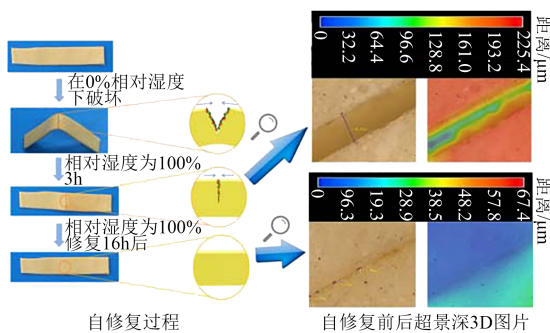 在0%相对湿度
下破坏
相对湿度为100%
3h
相对湿度为100%
修复16h后
自修复过程
距离/μm
0
32.2
64.4
96.6
128.8
161.0
193.2
225.4
距离/μm
0
96.3
19.3
28.9
38.5
48.2
57.8
67.4
自修复前后超景深3D图片